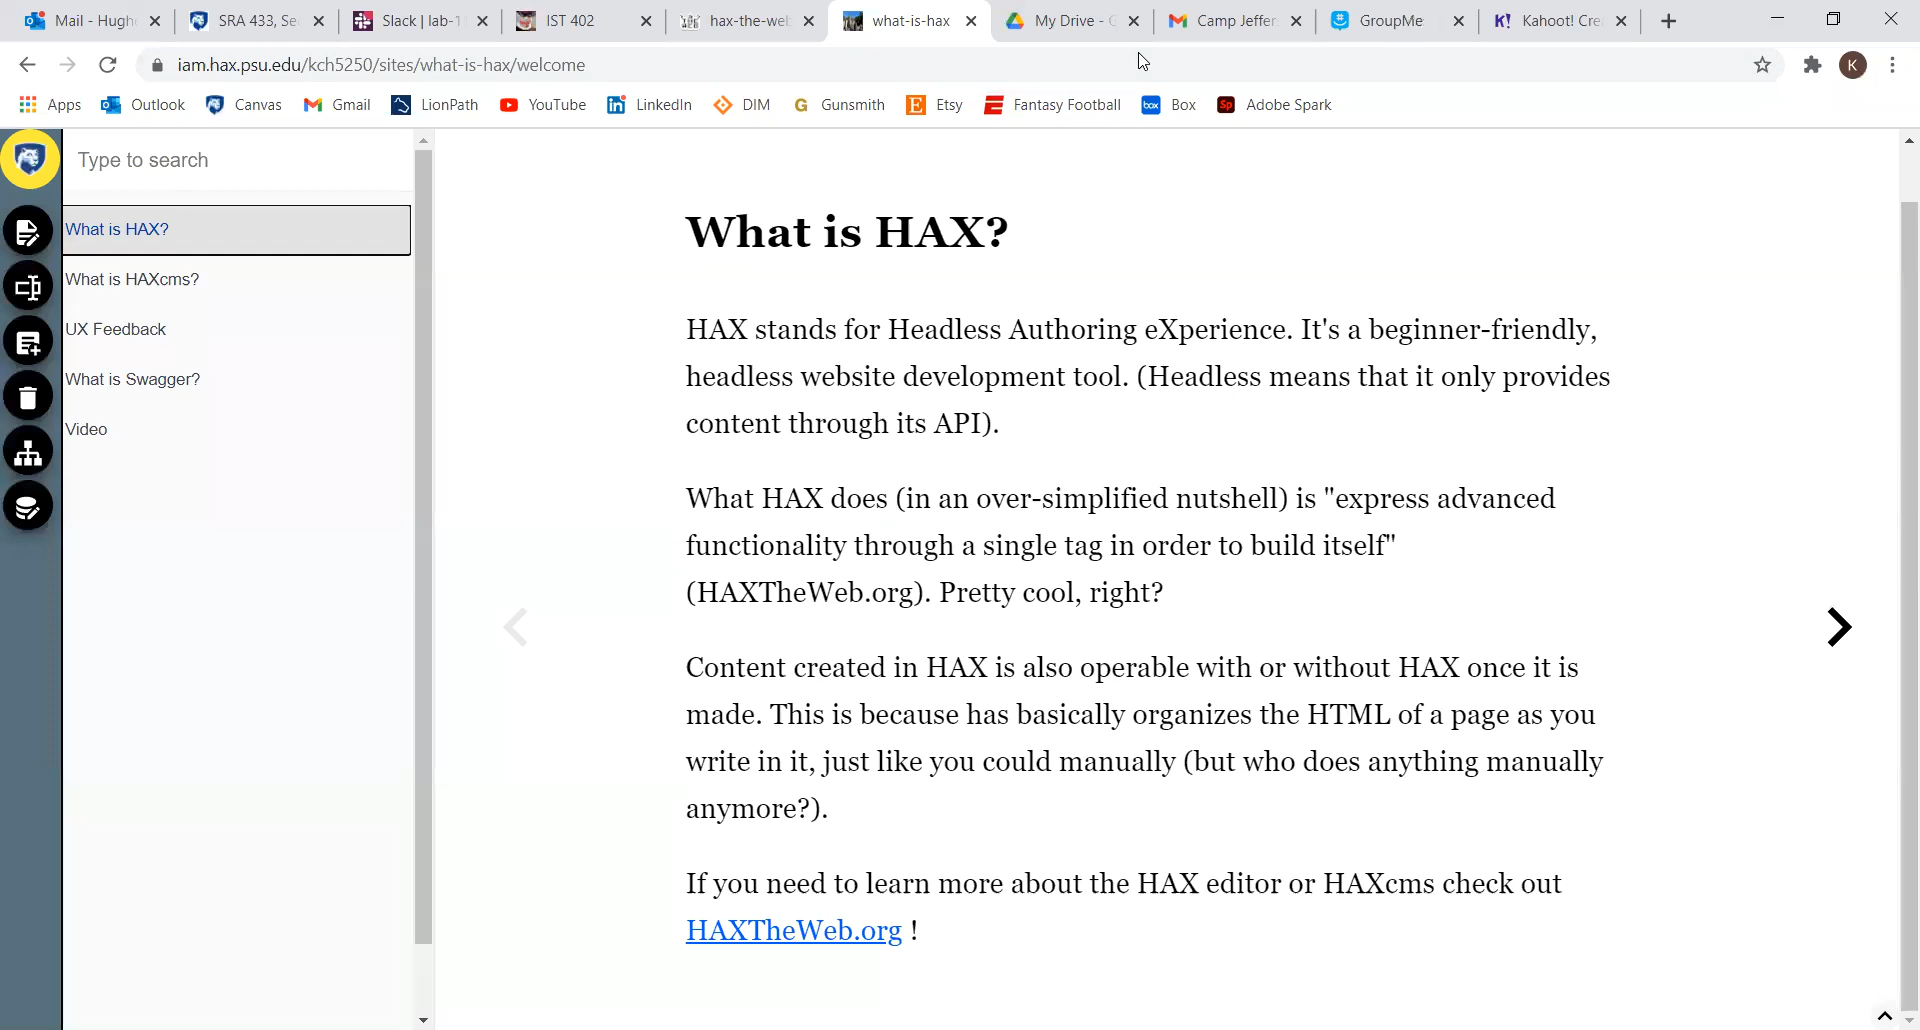 Mail - Hugh
SRA 433, Se
Slack | lab-1
IST 402
hax-the-web
what-is-hax
My Drive - G
Camp Jeffer
GroupMe
K! Kahoot! Cre
iam.hax.psu.edu/kch5250/sites/what-is-hax/welcome
K
Apps
Outlook
Canvas
Gmail
LionPath
YouTube
in LinkedIn
DIM
G Gunsmith
E Etsy
Fantasy Football
box Box
Sp Adobe Spark
Type to search
What is HAX?
What is HAXcms?
UX Feedback
What is Swagger?
Video
What is HAX?
HAX stands for Headless Authoring eXperience. It's a beginner-friendly,
headless website development tool. (Headless means that it only provides
content through its API).
What HAX does (in an over-simplified nutshell) is "express advanced
functionality through a single tag in order to build itself"
(HAXTheWeb.org). Pretty cool, right?
Content created in HAX is also operable with or without HAX once it is
made. This is because has basically organizes the HTML of a page as you
write in it, just like you could manually (but who does anything manually
anymore?).
If you need to learn more about the HAX editor or HAXcms check out
HAXTheWeb.org !